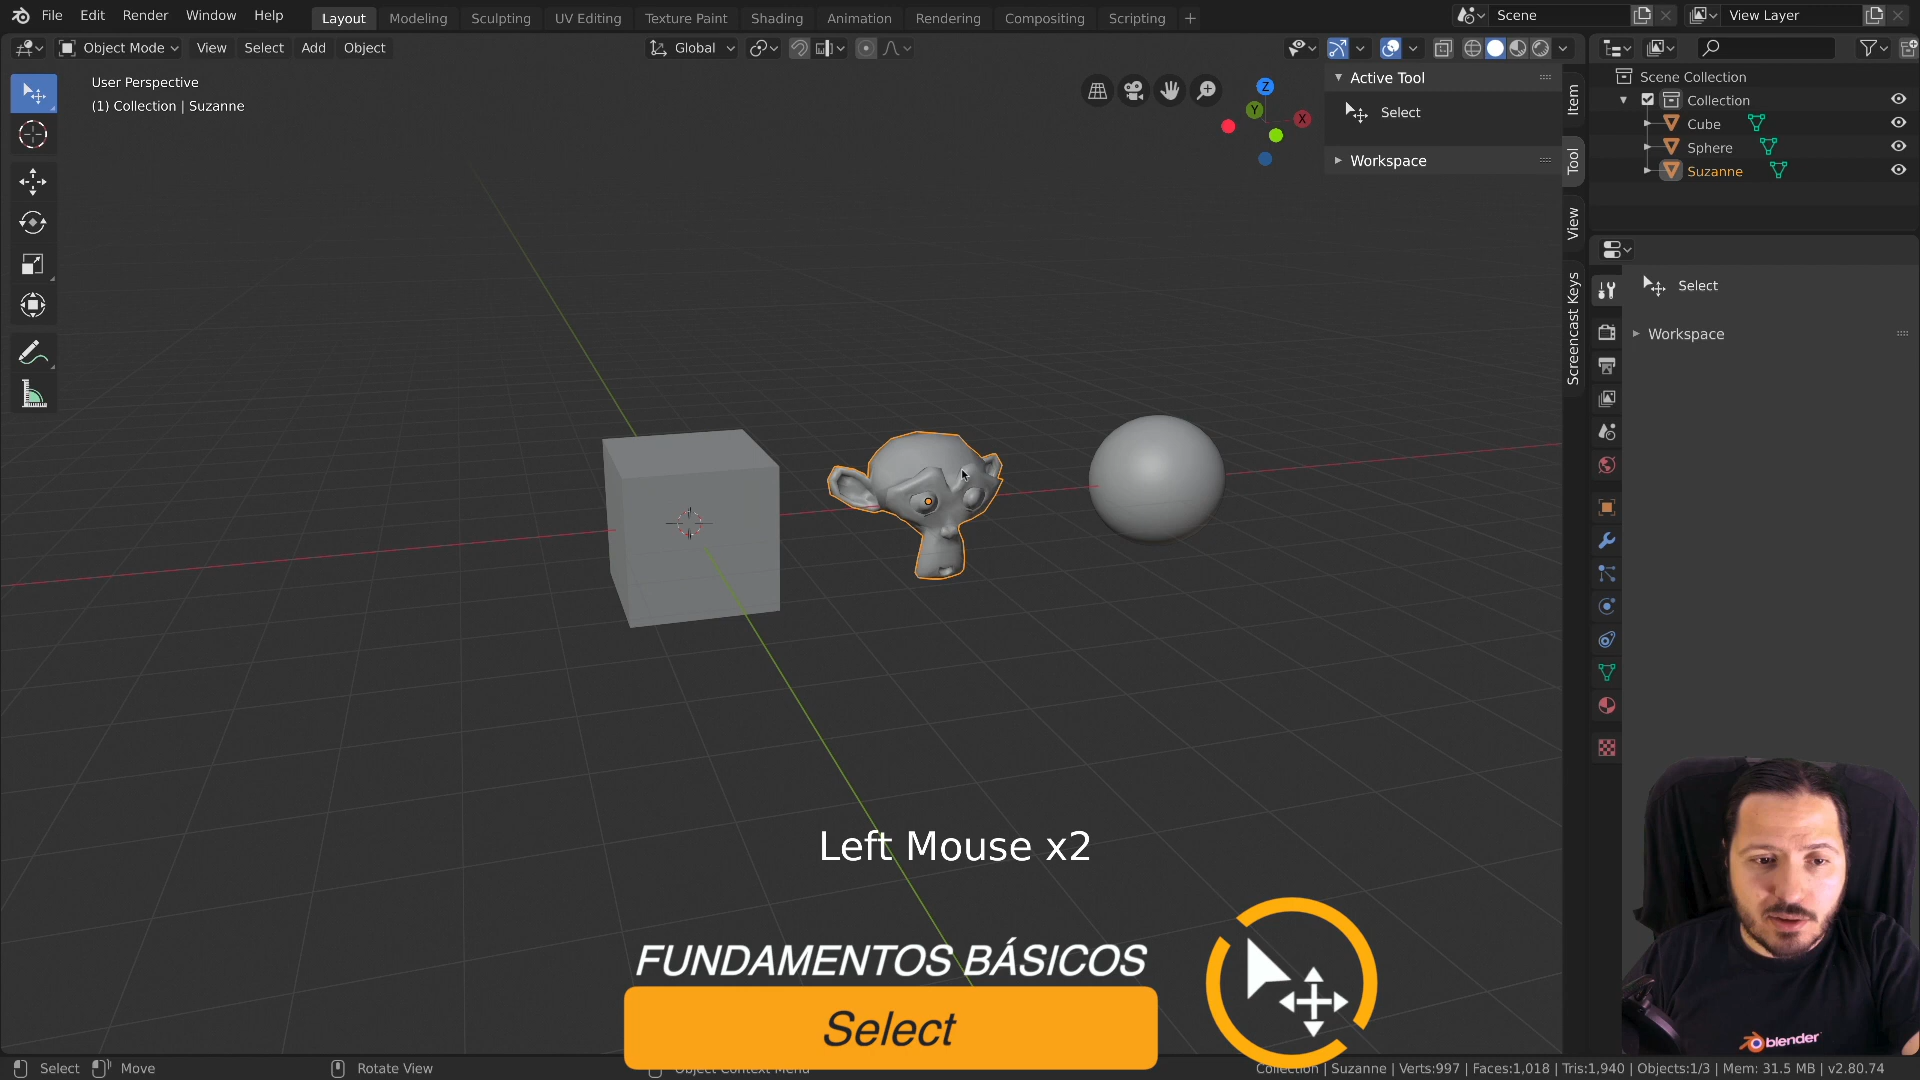 File Edit Render Window Help Layout Modeling Sculpting UV Editing Texture Paint Shading Animation Rendering Compositing Scripting + Scene View Layer
Object Mode View Select Add Object Global
User Perspective
(1) Collection | Suzanne
Z
Y
X
Active Tool
Select
Workspace
Item
Tool
View
Screencast Keys
Scene Collection
Collection
Cube
Sphere
Suzanne
Select
Workspace
Left Mouse x2
FUNDAMENTOS BÁSICOS
Select
blender
Select Move Rotate View Object Context Menu Collection | Suzanne | Verts:997 | Faces:1,018 | Tris:1,940 | Objects:1/3 | Mem: 31.5 MB | v2.80.74